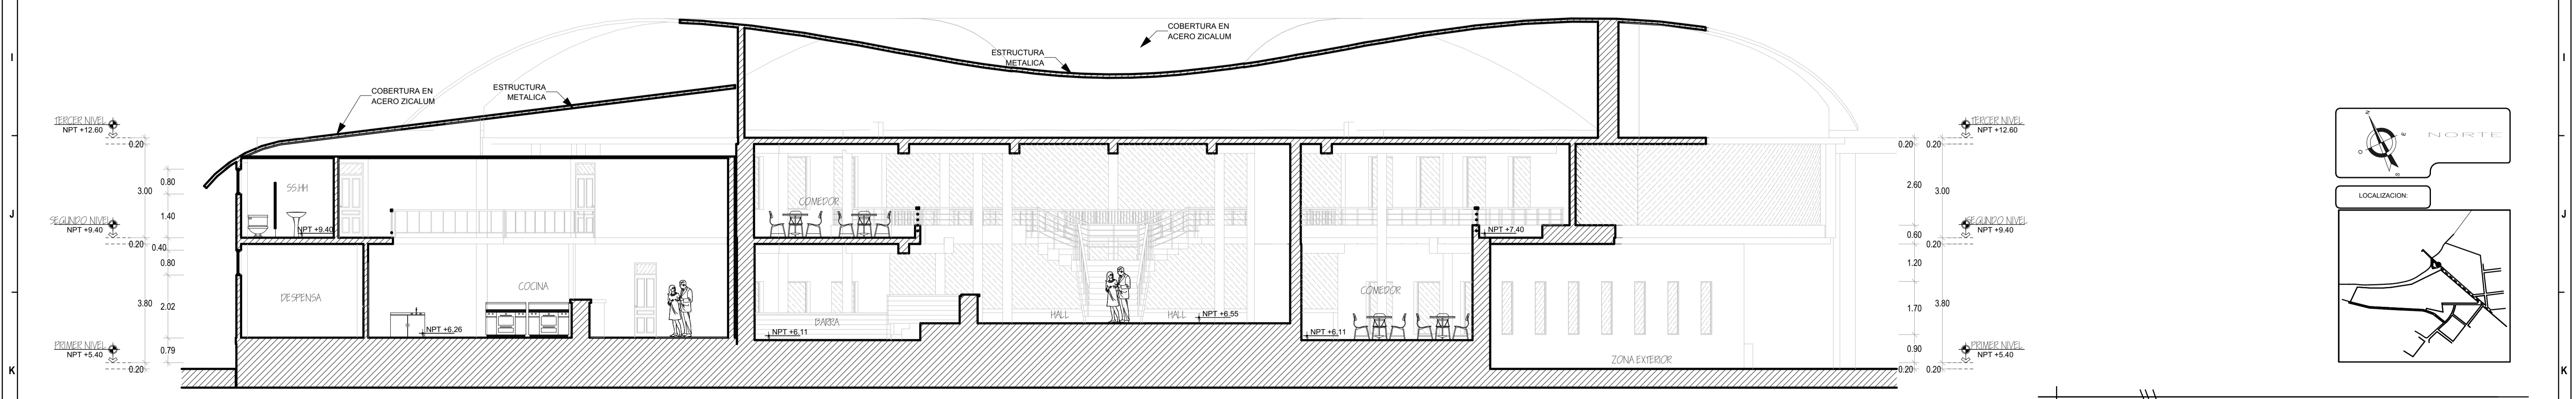 I
I
COBERTURA EN
ACERO ZICALUM
ESTRUCTURA
METALICA
COBERTURA EN
ACERO ZICALUM
ESTRUCTURA
METALICA
TERCER NIVEL
NPT +12.60
TERCER NIVEL
NPT +12.60
0.20
0.20
0.20
3.00
0.80
1.40
2.60
3.00
SS.HH
COMEDOR
J
J
SEGUNDO NIVEL
NPT +9.40
SEGUNDO NIVEL
NPT +9.40
NPT +9.40
NPT +7,40
0.20
0.40
0.80
0.60
0.20
1.20
DESPENSA
COCINA
COMEDOR
3.80
2.02
1.70
3.80
BARRA
HALL
HALL
NPT +6,55
NPT +6,26
NPT +6,11
NPT +6,11
PRIMER NIVEL
NPT +5.40
PRIMER NIVEL
NPT +5.40
0.79
0.90
ZONA EXTERIOR
0.20
0.20
0.20
K
K
N
E
O
S
NORTE
LOCALIZACION: